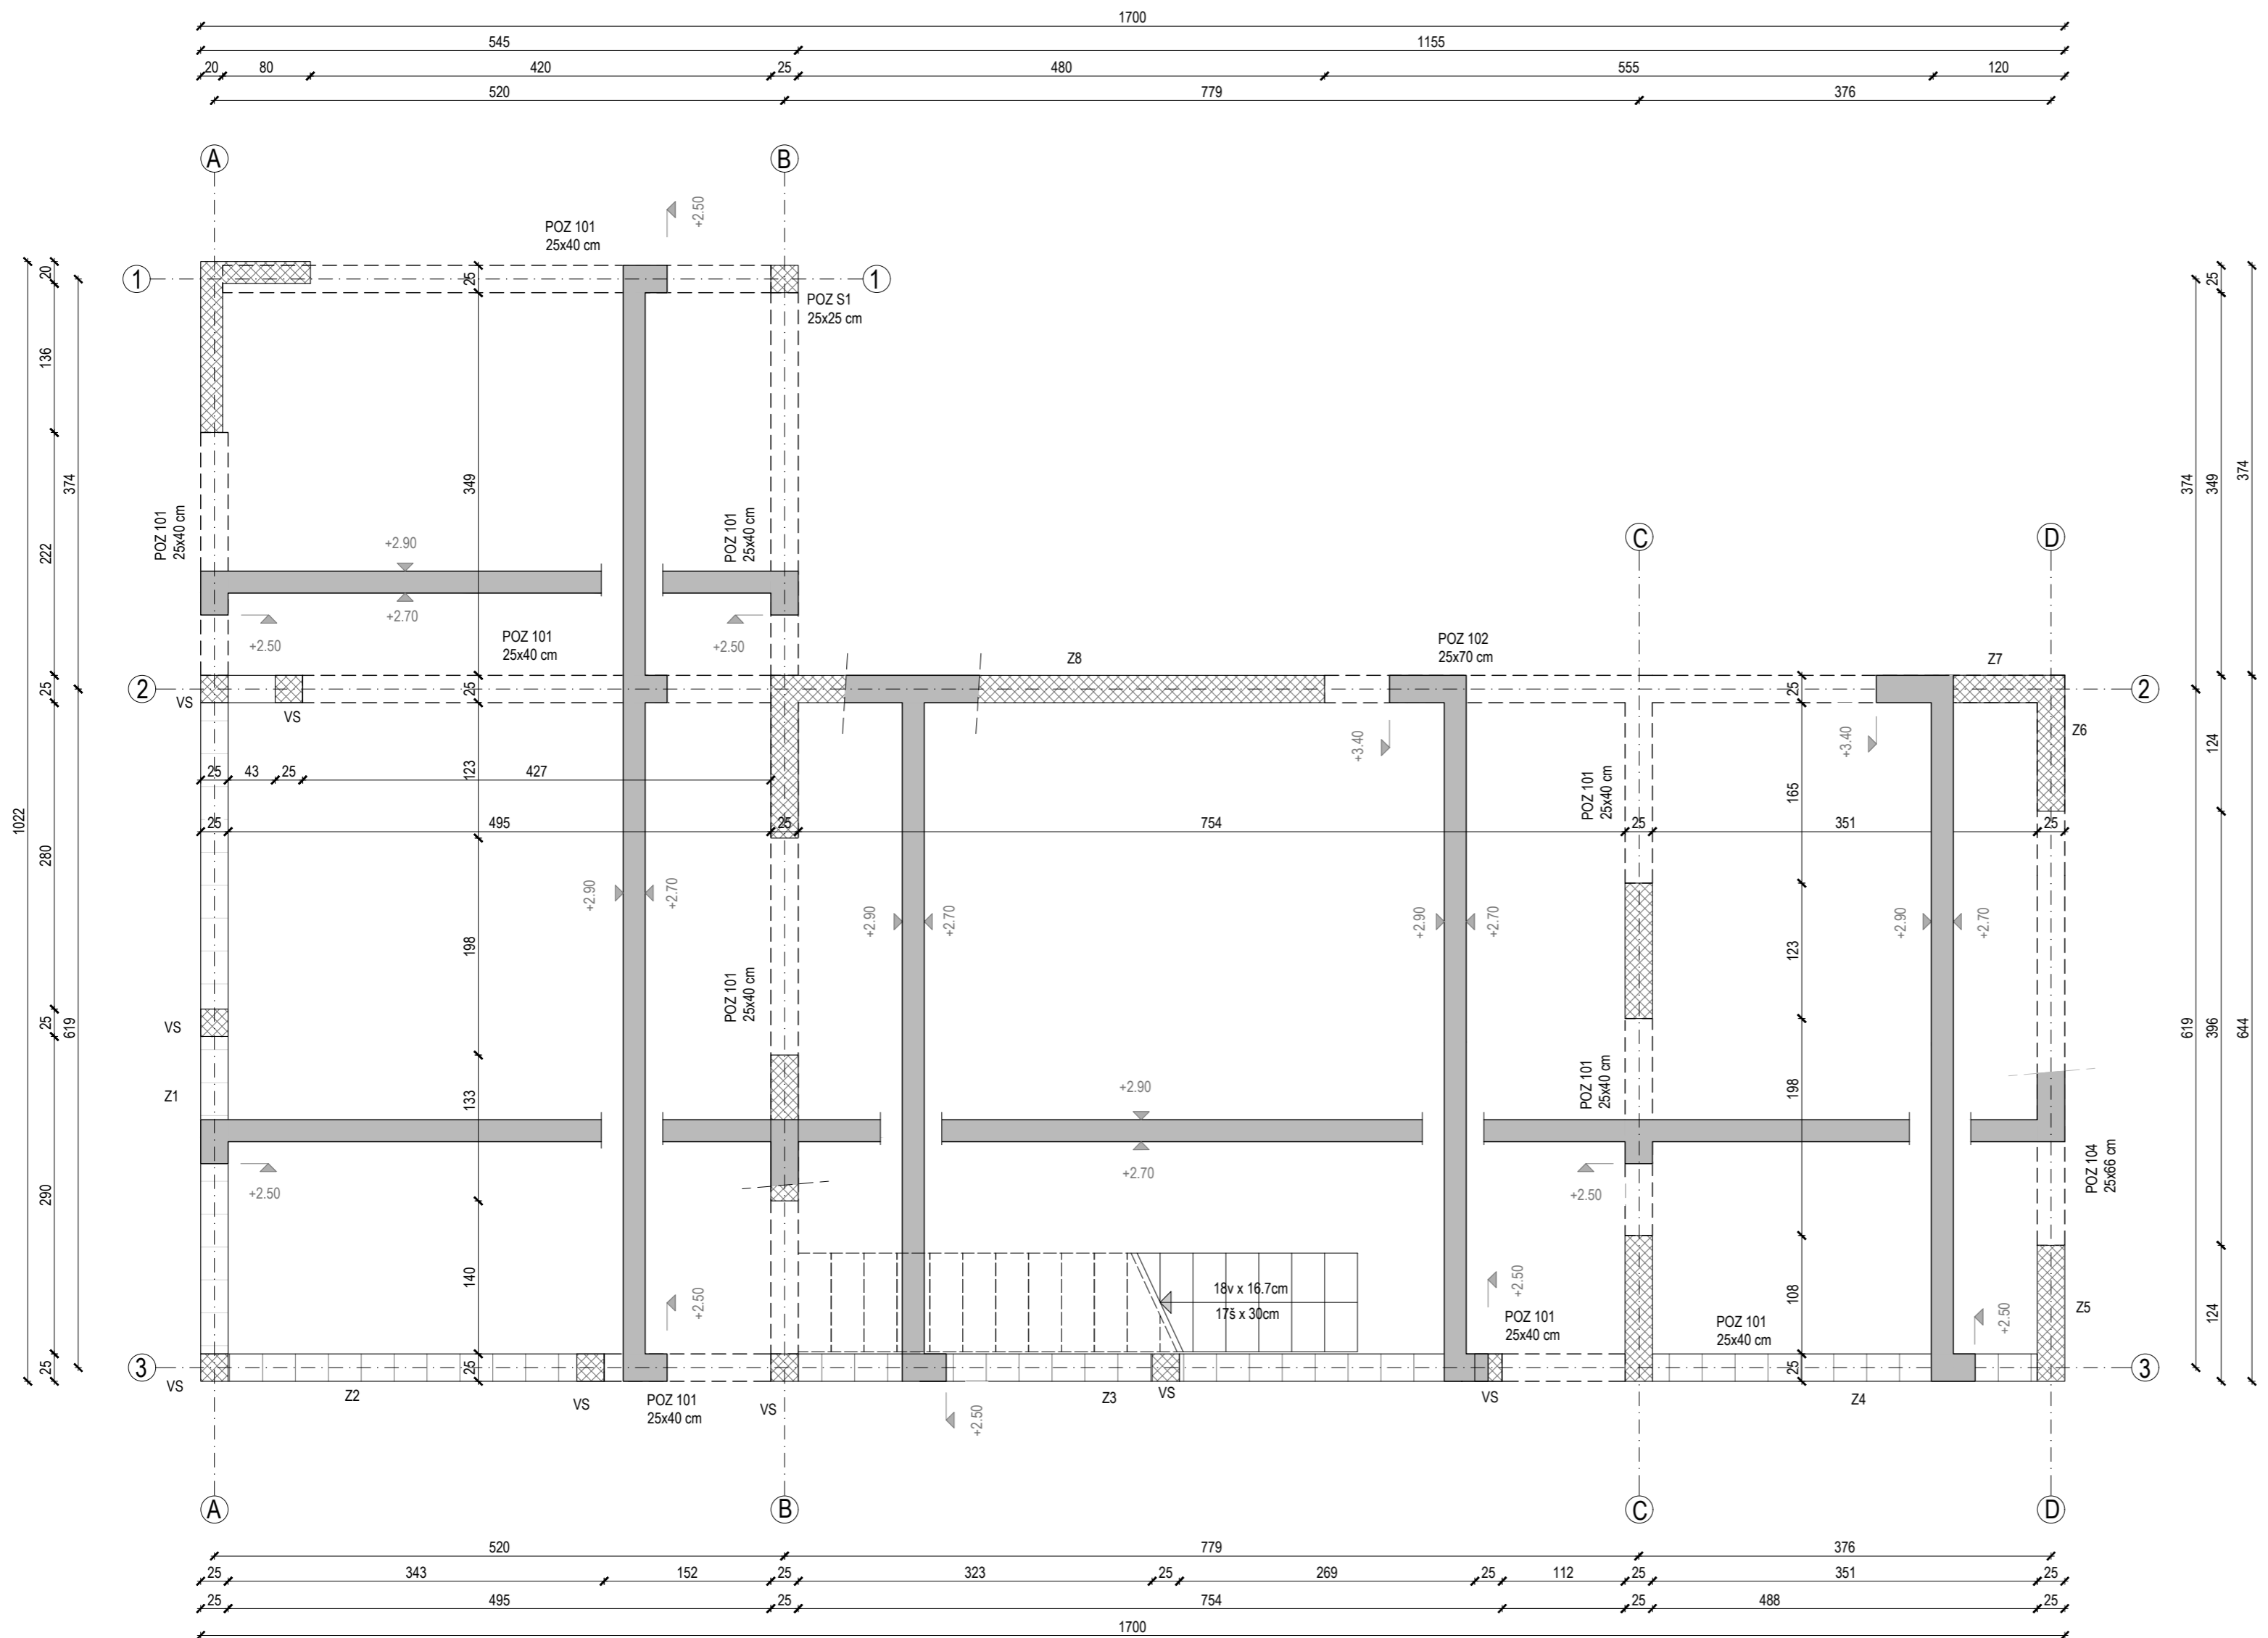 1700
545 1155
20 80 420 25 480 555 120
520 779 376
A B
+2.50
POZ 101
25x40 cm
1 1
POZ S1
25x25 cm
20 136 222 25 280 25 290 25
374 619
1022
25 349 25 123 198 133 140 25
POZ 101
25x40 cm
POZ 101
25x40 cm
+2.90
+2.70
+2.50
+2.50
C D
POZ 101
25x40 cm
POZ 102
25x70 cm
Z8
Z7
2 2
VS
VS
Z6
+3.40
+3.40
25 43 25 427
25 495 25 754 25 351 25
POZ 101
25x40 cm
25 165 123 198 108 25
+2.90
+2.70
+2.90
+2.70
+2.90
+2.70
+2.90
+2.70
POZ 101
25x40 cm
VS
Z1
POZ 101
25x40 cm
+2.90
+2.70
+2.50
+2.50
POZ 104
25x66 cm
374 619
25 349 124 396 124
374 644
18v x 16.7cm
17š x 30cm
+2.50
+2.50
+2.50
POZ 101
25x40 cm
POZ 101
25x40 cm
Z5
3 3
VS
Z2
VS
POZ 101
25x40 cm
VS
+2.50
Z3
VS
VS
Z4
A B C D
520 779 376
25 343 152 25 323 25 269 25 112 25 351 25
25 495 25 754 25 488 25
1700